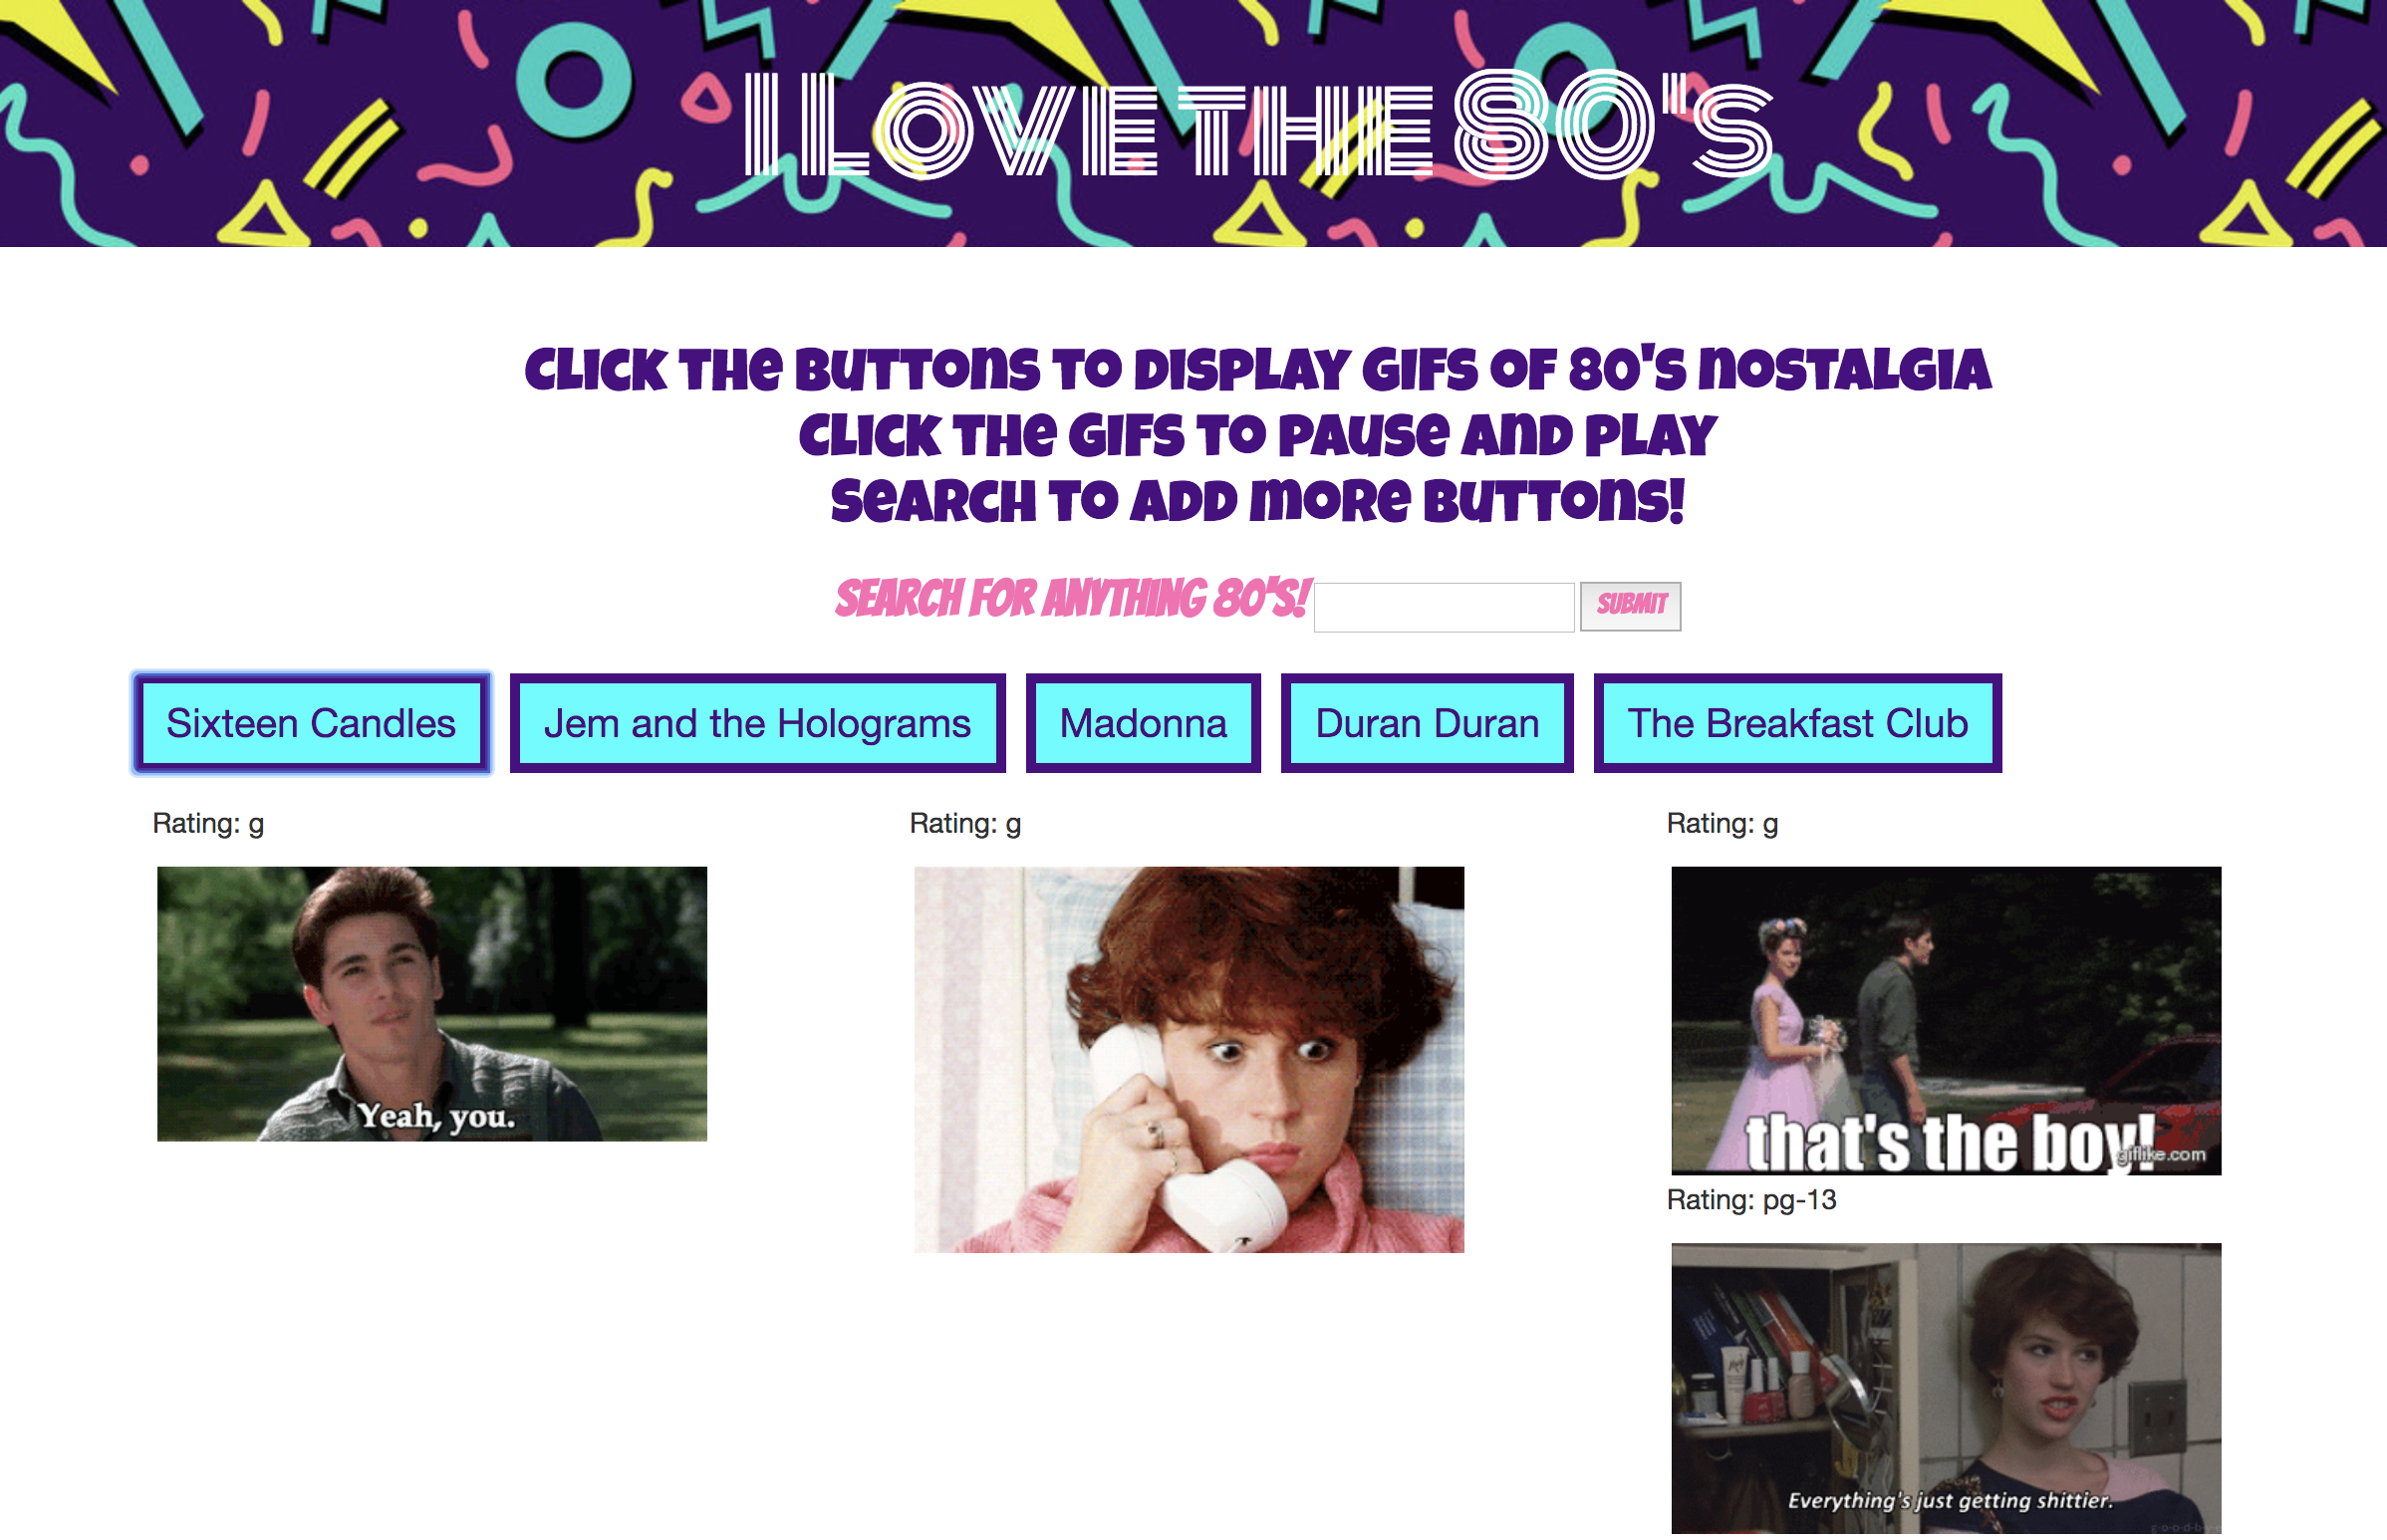 I LOVE THE 80'S
CLICK THE BUTTONS TO DISPLAY GIFS OF 80'S NOSTALGIA
CLICK THE GIFS TO PAUSE AND PLAY
SEARCH TO ADD MORE BUTTONS!
SEARCH FOR ANYTHING 80'S! SUBMIT
Sixteen Candles Jem and the Holograms Madonna Duran Duran The Breakfast Club
Rating: g Rating: g Rating: g
Yeah, you.
that's the boy!
giflike.com
Rating: pg-13
Everything's just getting shittier.